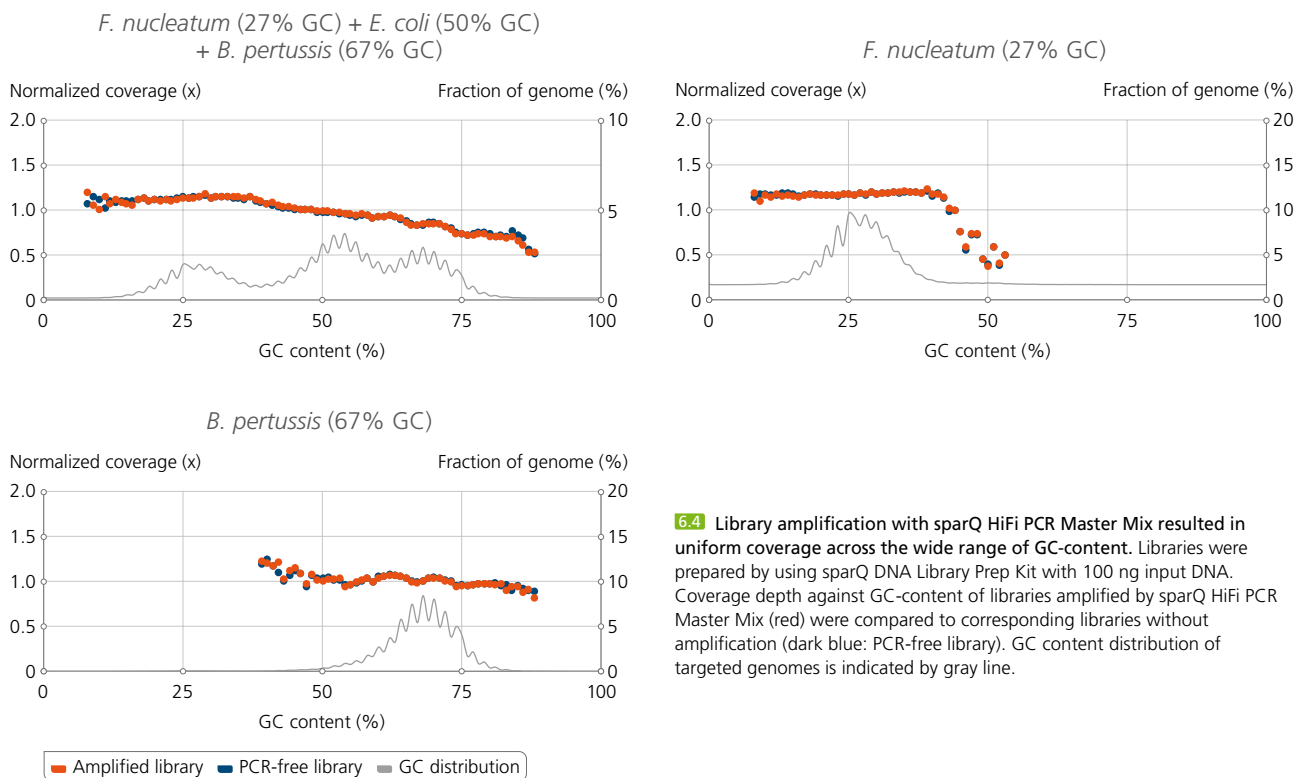 F. nucleatum (27% GC) + E. coli (50% GC)
+ B. pertussis (67% GC)
Normalized coverage (x)
Fraction of genome (%)
2.0
1.5
1.0
0.5
0
10
5
0
0
25
50
75
100
GC content (%)
F. nucleatum (27% GC)
Normalized coverage (x)
Fraction of genome (%)
2.0
1.5
1.0
0.5
0
20
15
10
5
0
0
25
50
75
100
GC content (%)
B. pertussis (67% GC)
Normalized coverage (x)
Fraction of genome (%)
2.0
1.5
1.0
0.5
0
20
15
10
5
0
0
25
50
75
100
GC content (%)
Amplified library
PCR-free library
GC distribution
6.4 Library amplification with sparQ HiFi PCR Master Mix resulted in
uniform coverage across the wide range of GC-content. Libraries were
prepared by using sparQ DNA Library Prep Kit with 100 ng input DNA.
Coverage depth against GC-content of libraries amplified by sparQ HiFi PCR
Master Mix (red) were compared to corresponding libraries without
amplification (dark blue: PCR-free library). GC content distribution of
targeted genomes is indicated by gray line.